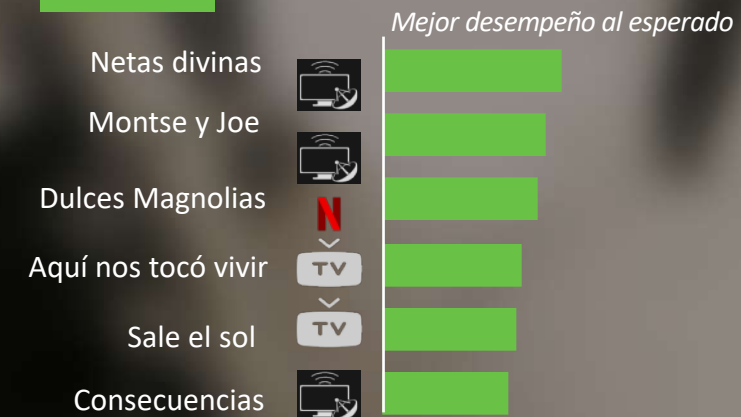 Mejor desempeño al esperado
Netas divinas
Montse y Joe
Dulces Magnolias
N
Aquí nos tocó vivir
TV
Sale el sol
TV
Consecuencias